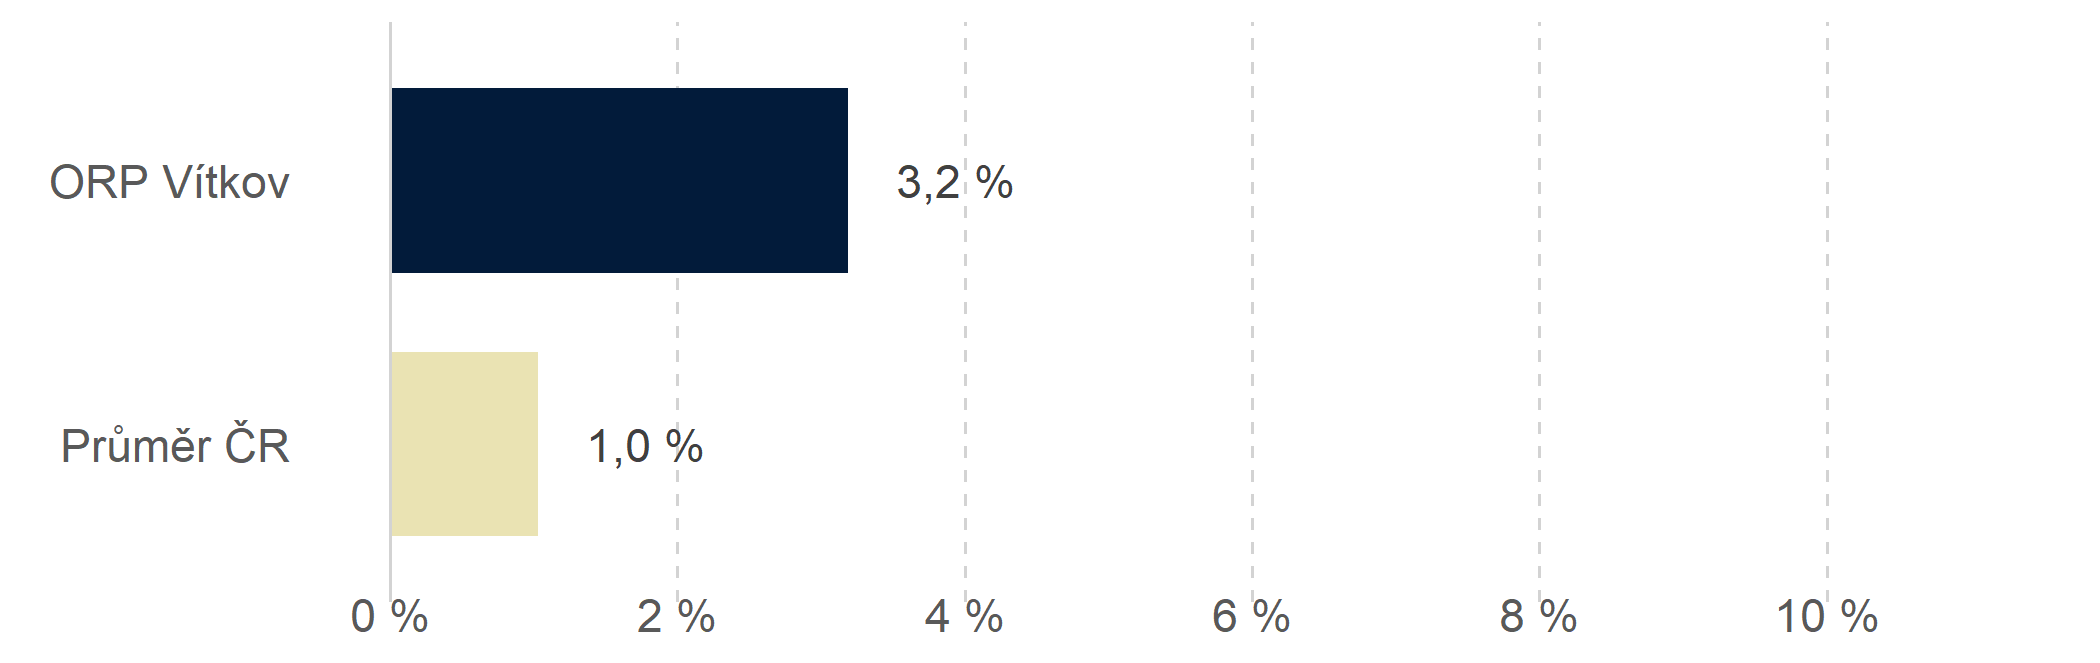 ORP Vítkov
3,2 %
Průměr ČR
1,0 %
0 % 2 % 4 % 6 % 8 % 10 %